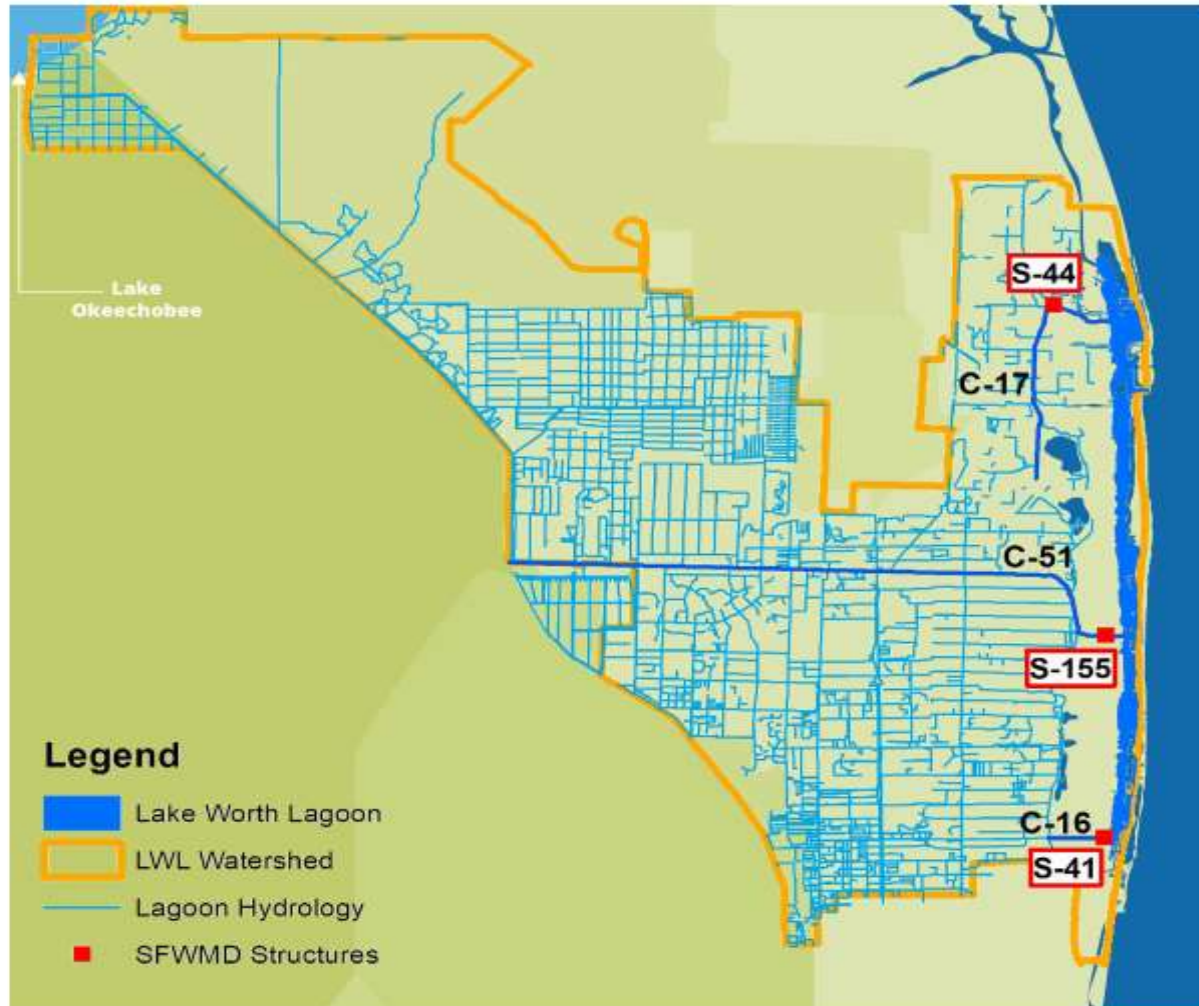 S-44
Lake
Okeechobee
C-17
C-51
S-155
Legend
Lake Worth Lagoon
C-16
LWL Watershed
S-41
Lagoon Hydrology
SFWMD Structures